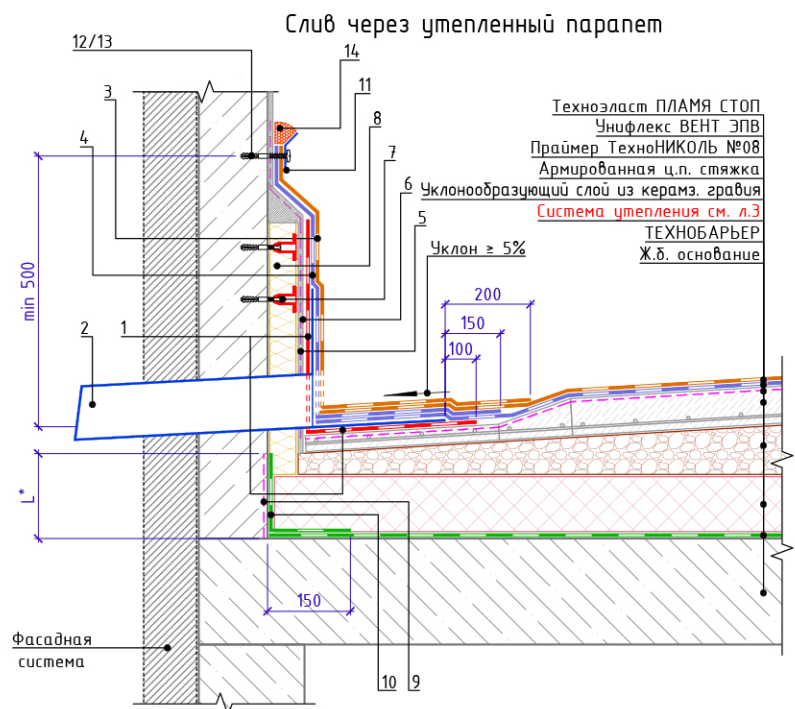 Слив через утепленный парапет
12/13
14
3
11
4
8
7
6
5
Техноэласт ПЛАМЯ СТОП
Унифлекс ВЕНТ ЭПВ
Праймер ТехноНИКОЛЬ №08
Армированная ц.п. стяжка
Уклонообразующий слой из керамз. гравия
Система утепления см. л.3
ТЕХНОБАРЬЕР
Ж.б. основание
Уклон ≥ 5%
min 500
2
1
200
150
100
L*
150
Фасадная
система
10
9